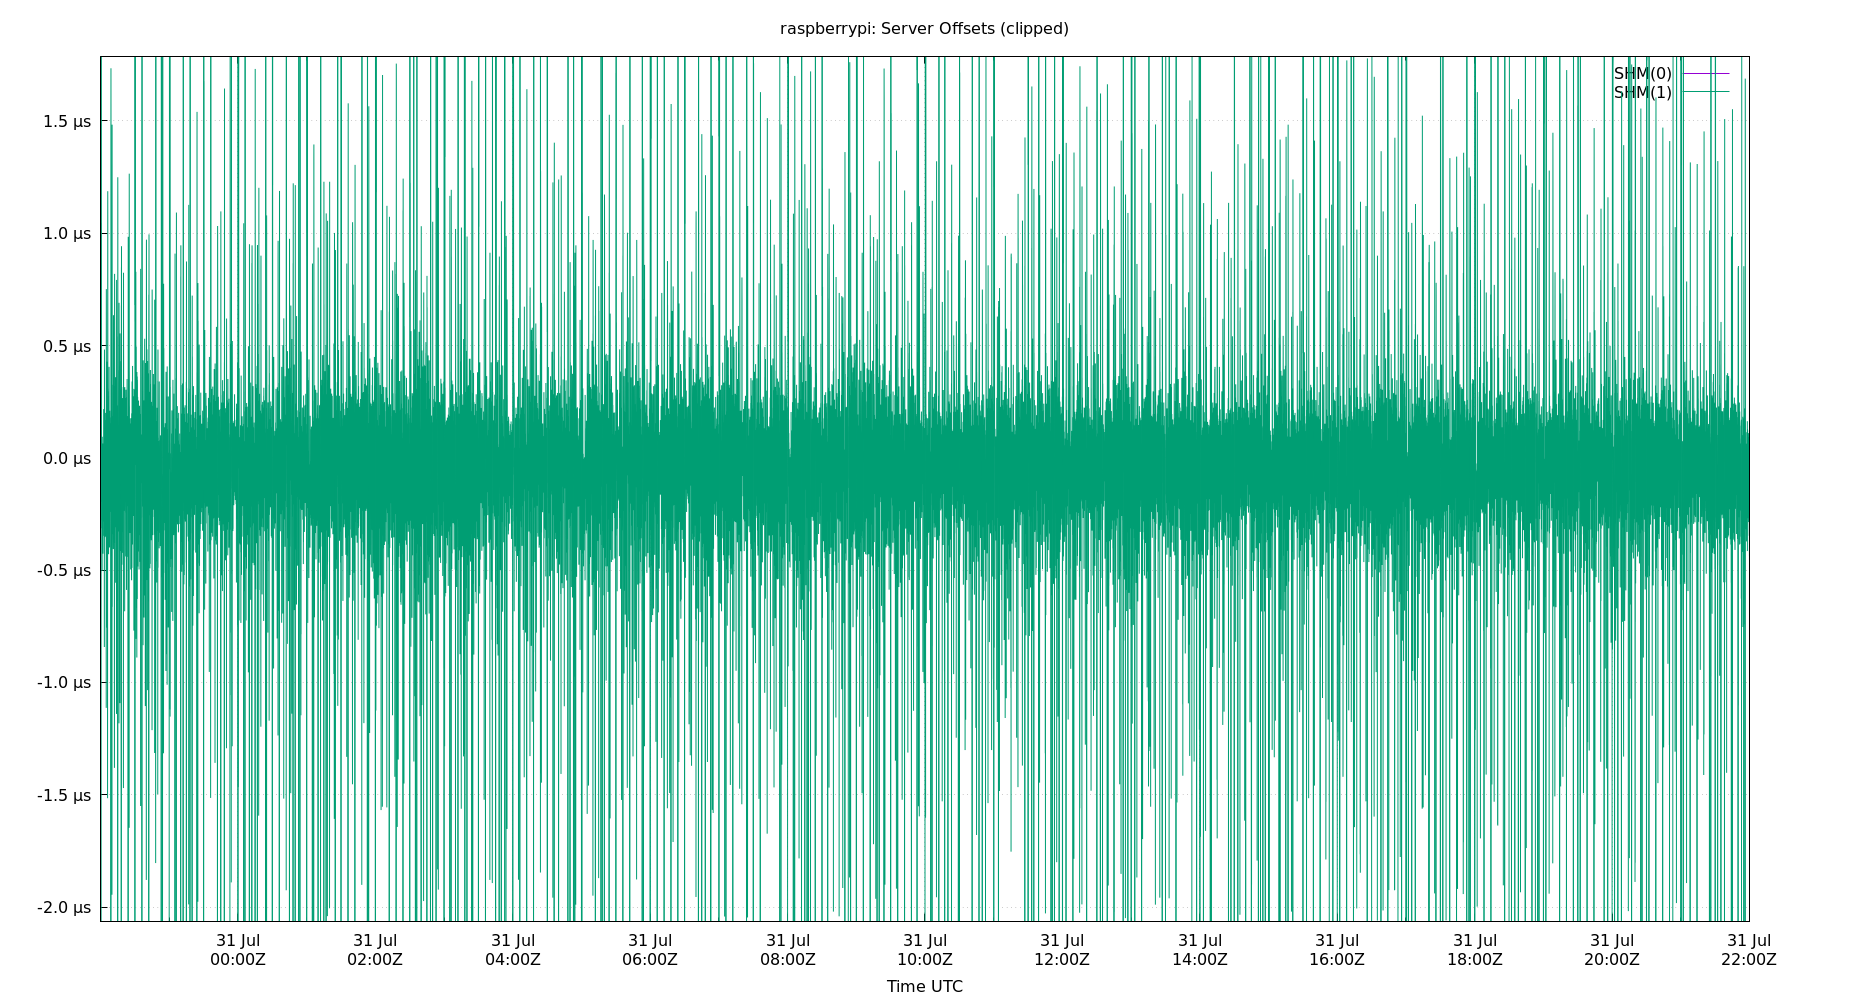 raspberrypi: Server Offsets (clipped)
SHM(0)
SHM(1)
1.5 µs
1.0 µs
0.5 µs
0.0 µs
-0.5 µs
-1.0 µs
-1.5 µs
-2.0 µs
31 Jul 31 Jul 31 Jul 31 Jul 31 Jul 31 Jul 31 Jul 31 Jul 31 Jul 31 Jul 31 Jul 31 Jul
00:00Z 02:00Z 04:00Z 06:00Z 08:00Z 10:00Z 12:00Z 14:00Z 16:00Z 18:00Z 20:00Z 22:00Z
Time UTC